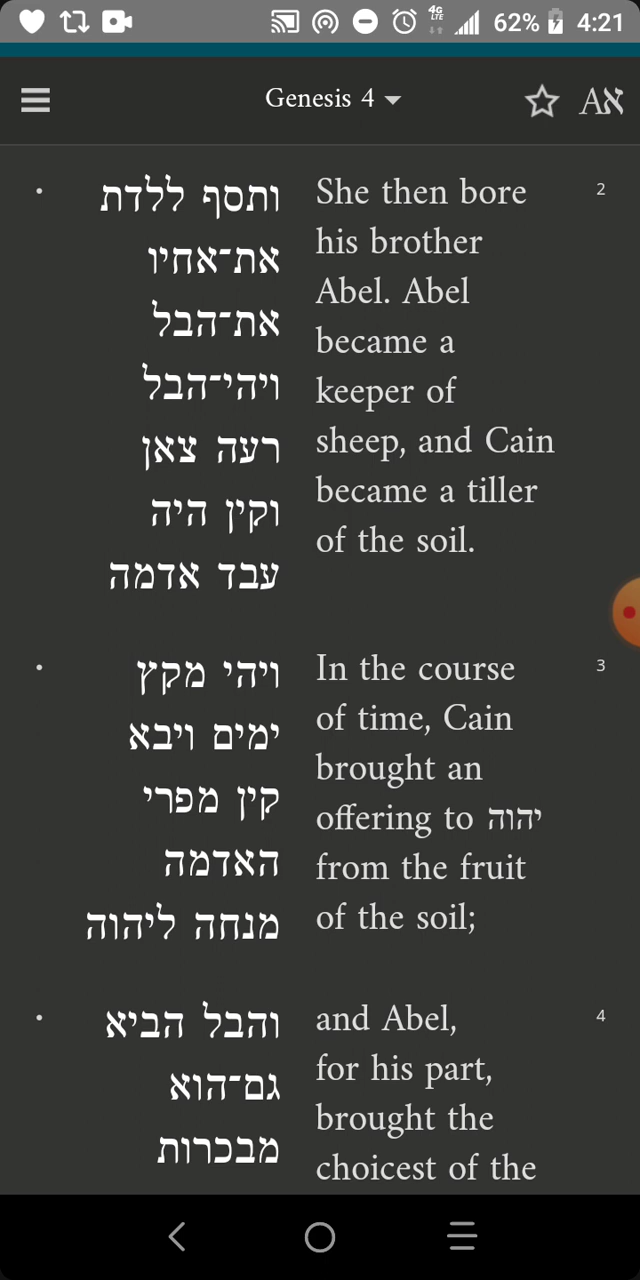 4G
LTE
62%
4:21
Genesis 4
Aא
2
ותסף ללדת
את־אחיו
את־הבל
ויהי־הבל
רעה צאן
וקין היה
עבד אדמה
She then bore
his brother
Abel. Abel
became a
keeper of
sheep, and Cain
became a tiller
of the soil.
3
ויהי מקץ
ימים ויבא
קין מפרי
האדמה
מנחה ליהוה
In the course
of time, Cain
brought an
offering to יהוה
from the fruit
of the soil;
4
והבל הביא
גם־הוא
מבכרות
and Abel,
for his part,
brought the
choicest of the